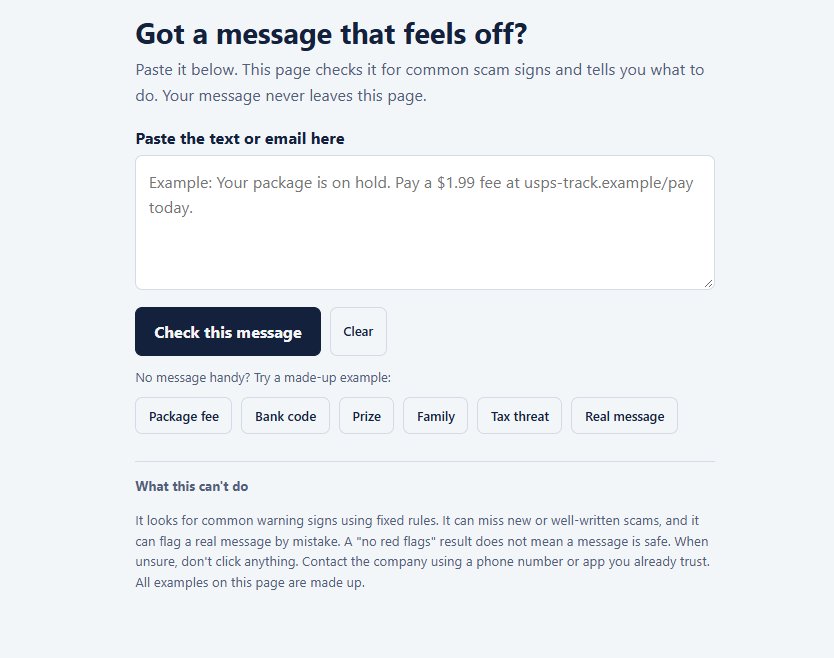 Got a message that feels off?
Paste it below. This page checks it for common scam signs and tells you what to
do. Your message never leaves this page.
Paste the text or email here
Example: Your package is on hold. Pay a $1.99 fee at usps-track.example/pay
today.
Check this message
Clear
No message handy? Try a made-up example:
Package fee
Bank code
Prize
Family
Tax threat
Real message
What this can't do
It looks for common warning signs using fixed rules. It can miss new or well-written scams, and it
can flag a real message by mistake. A "no red flags" result does not mean a message is safe. When
unsure, don't click anything. Contact the company using a phone number or app you already trust.
All examples on this page are made up.